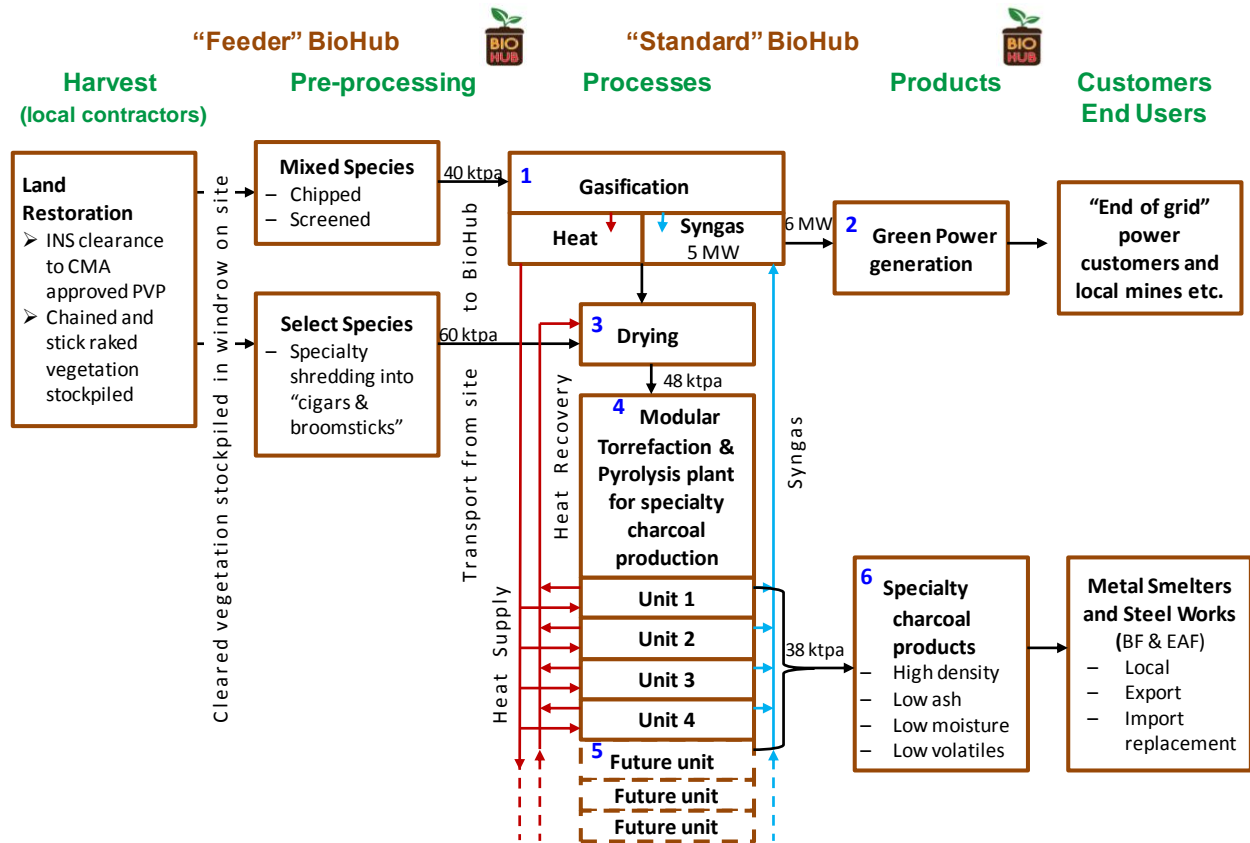 “Feeder” BioHub
BIO
HUB
“Standard” BioHub
BIO
HUB
Harvest
(local contractors)
Pre-processing
Processes
Products
Customers
End Users
Land
Restoration
➢ INS clearance
to CMA
approved PVP
➢ Chained and
stick raked
vegetation
stockpiled
Cleared vegetation stockpiled in windrow on site
Mixed Species
– Chipped
– Screened
Select Species
– Specialty
shredding into
“cigars &
broomsticks”
40 ktpa
60 ktpa
Transport from site to BioHub
Heat Supply
Heat Recovery
1
Gasification
Heat
Syngas
5 MW
3
Drying
48 ktpa
4
Modular
Torrefaction &
Pyrolysis plant
for specialty
charcoal
production
Unit 1
Unit 2
Unit 3
Unit 4
5
Future unit
Future unit
Future unit
Syngas
6 MW
2
Green Power
generation
“End of grid”
power
customers and
local mines etc.
38 ktpa
6
Specialty
charcoal
products
– High density
– Low ash
– Low moisture
– Low volatiles
Metal Smelters
and Steel Works
(BF & EAF)
– Local
– Export
– Import
replacement